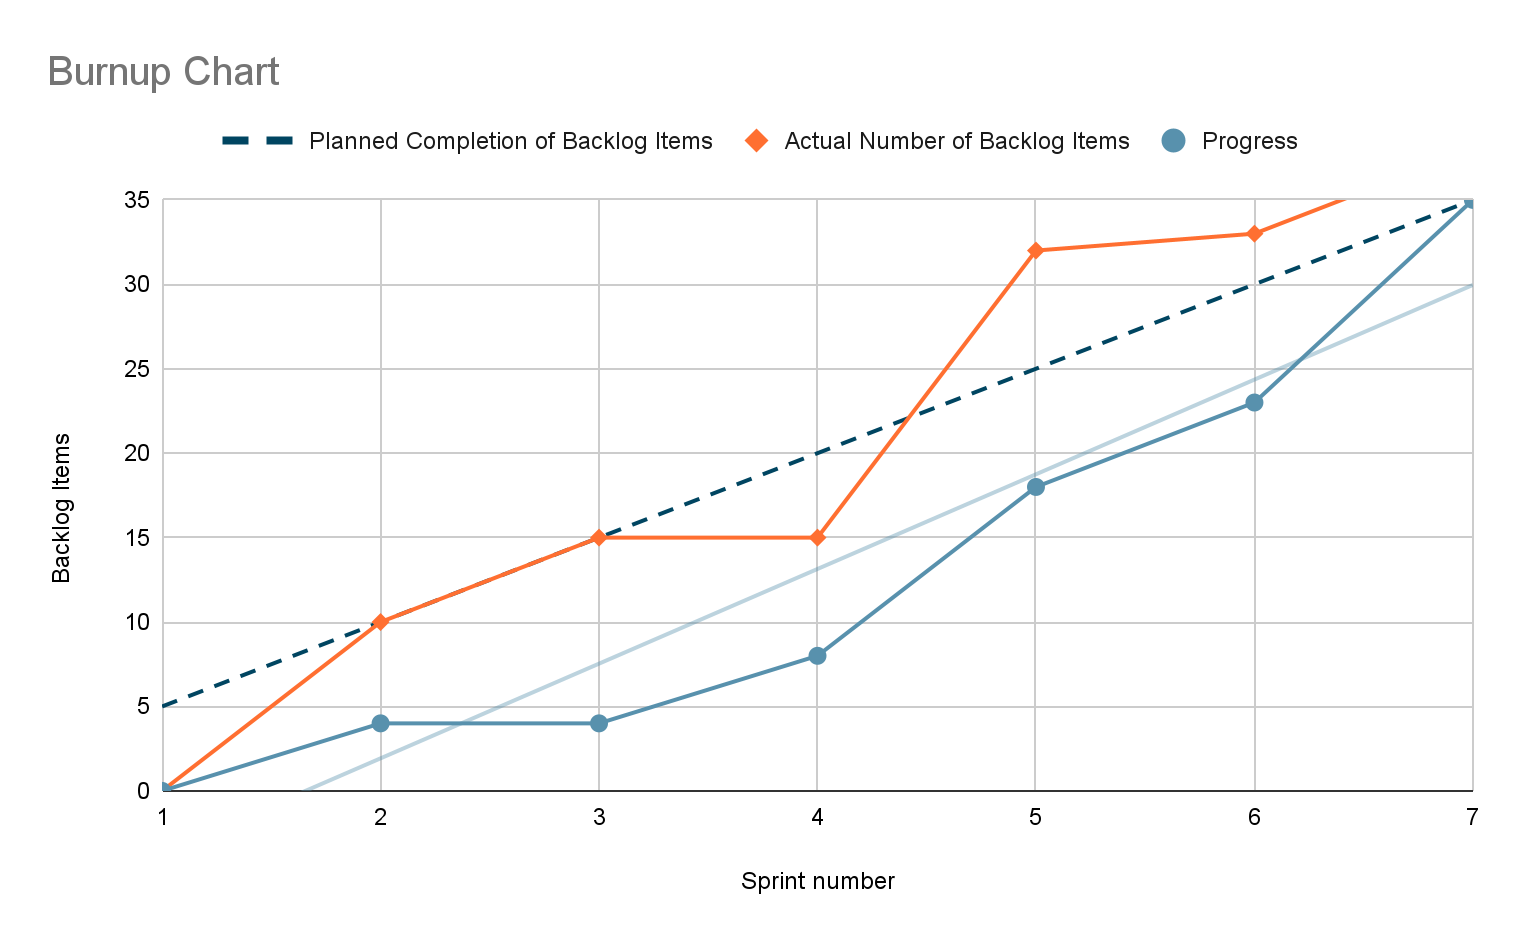 Burnup Chart
Planned Completion of Backlog Items Actual Number of Backlog Items Progress
35
30
25
20
15
10
5
0
Backlog Items
1 2 3 4 5 6 7
Sprint number